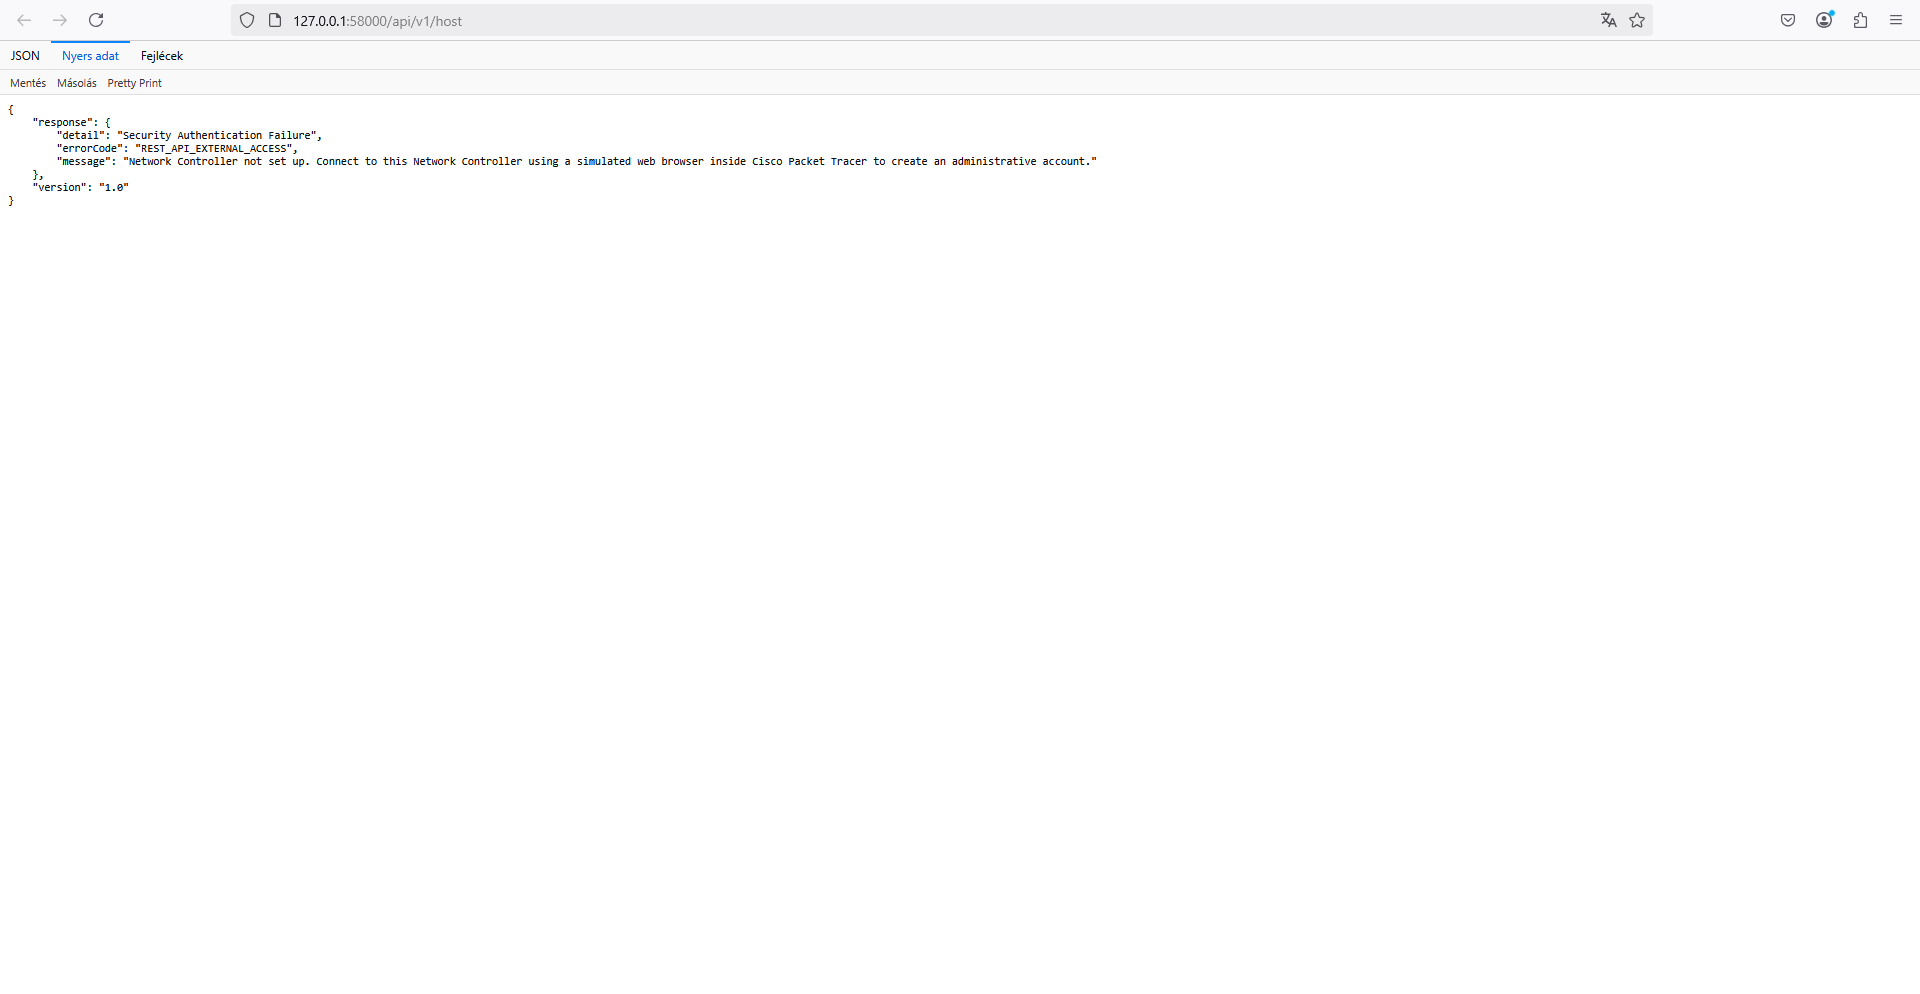 127.0.0.1:58000/api/v1/host
JSON Nyers adat Fejlécek
Mentés Másolás Pretty Print
{
    "response": {
        "detail": "Security Authentication Failure",
        "errorCode": "REST_API_EXTERNAL_ACCESS",
        "message": "Network Controller not set up. Connect to this Network Controller using a simulated web browser inside Cisco Packet Tracer to create an administrative account."
    },
    "version": "1.0"
}